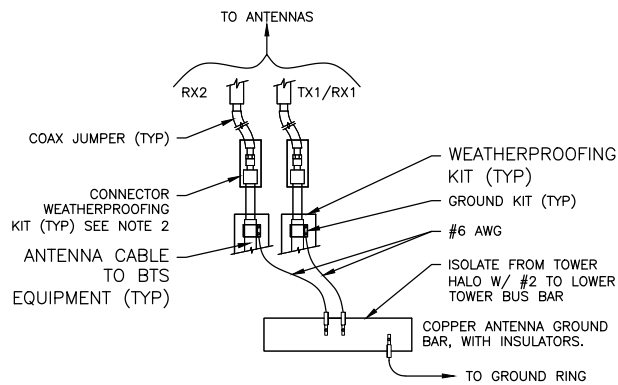 TO ANTENNAS
RX2
TX1/RX1
COAX JUMPER (TYP)
CONNECTOR
WEATHERPROOFING
KIT (TYP) SEE NOTE 2
ANTENNA CABLE
TO BTS
EQUIPMENT (TYP)
WEATHERPROOFING
KIT (TYP)
GROUND KIT (TYP)
#6 AWG
ISOLATE FROM TOWER
HALO W/ #2 TO LOWER
TOWER BUS BAR
COPPER ANTENNA GROUND
BAR, WITH INSULATORS.
TO GROUND RING